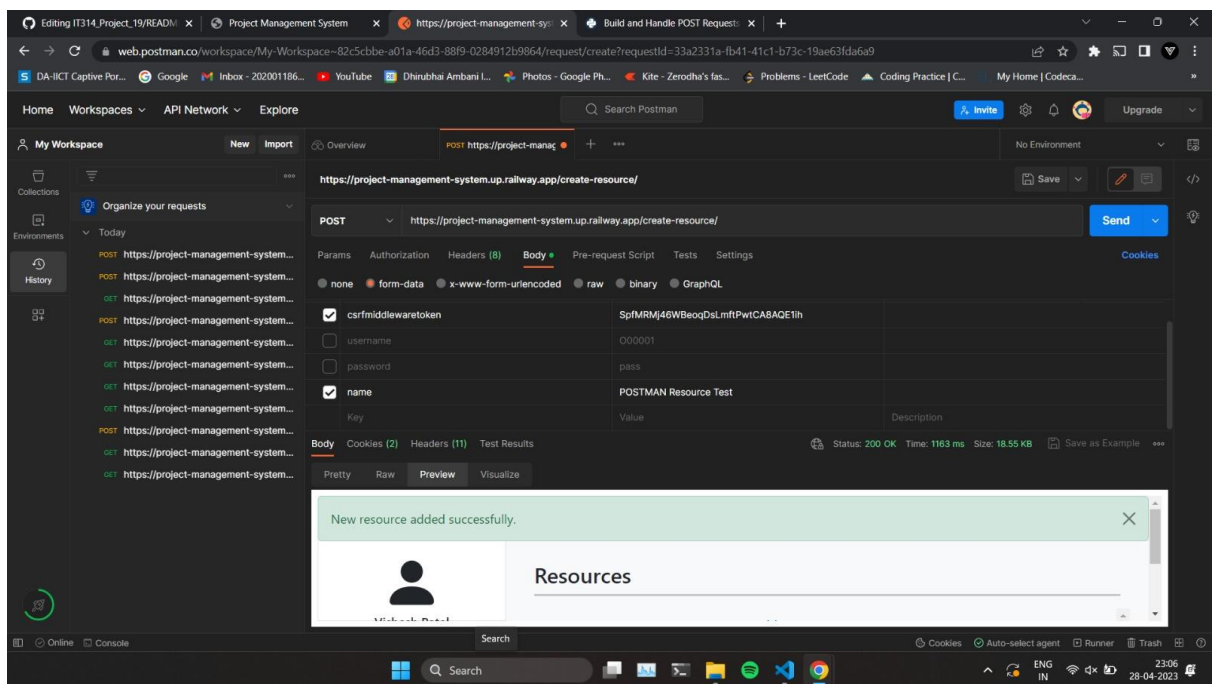 Editing IT314_Project_19/READM
Project Management System
https://project-management-sys
Build and Handle POST Requests
web.postman.co/workspace/My-Workspace~82c5cbbe-a01a-46d3-88f9-0284912b9864/request/create?requestId=33a2331a-fb41-41c1-b73c-19ae63fda6a9
DA-IICT Captive Por... Google Inbox - 202001186... YouTube Dhirubhai Ambani I... Photos - Google Ph... Kite - Zerodha's fas... Problems - LeetCode Coding Practice | C... My Home | Codeca... »
Home Workspaces API Network Explore Search Postman Invite Upgrade
My Workspace New Import Overview POST https://project-manag No Environment
Collections
Environments
History
Organize your requests
Today
POST https://project-management-system...
POST https://project-management-system...
GET https://project-management-system...
POST https://project-management-system...
GET https://project-management-system...
GET https://project-management-system...
GET https://project-management-system...
GET https://project-management-system...
POST https://project-management-system...
GET https://project-management-system...
GET https://project-management-system...
https://project-management-system.up.railway.app/create-resource/ Save
POST https://project-management-system.up.railway.app/create-resource/ Send
Params Authorization Headers (8) Body Pre-request Script Tests Settings Cookies
none form-data x-www-form-urlencoded raw binary GraphQL
csrfmiddlewaretoken SpfMRMj46WBeoqDsLmftPwtCA8AQE1ih
username O00001
password pass
name POSTMAN Resource Test
Key Value Description
Body Cookies (2) Headers (11) Test Results Status: 200 OK Time: 1163 ms Size: 18.55 KB Save as Example
Pretty Raw Preview Visualize
New resource added successfully.
Resources
Online Console Search Cookies Auto-select agent Runner Trash
Search
ENG
IN
23:06
28-04-2023